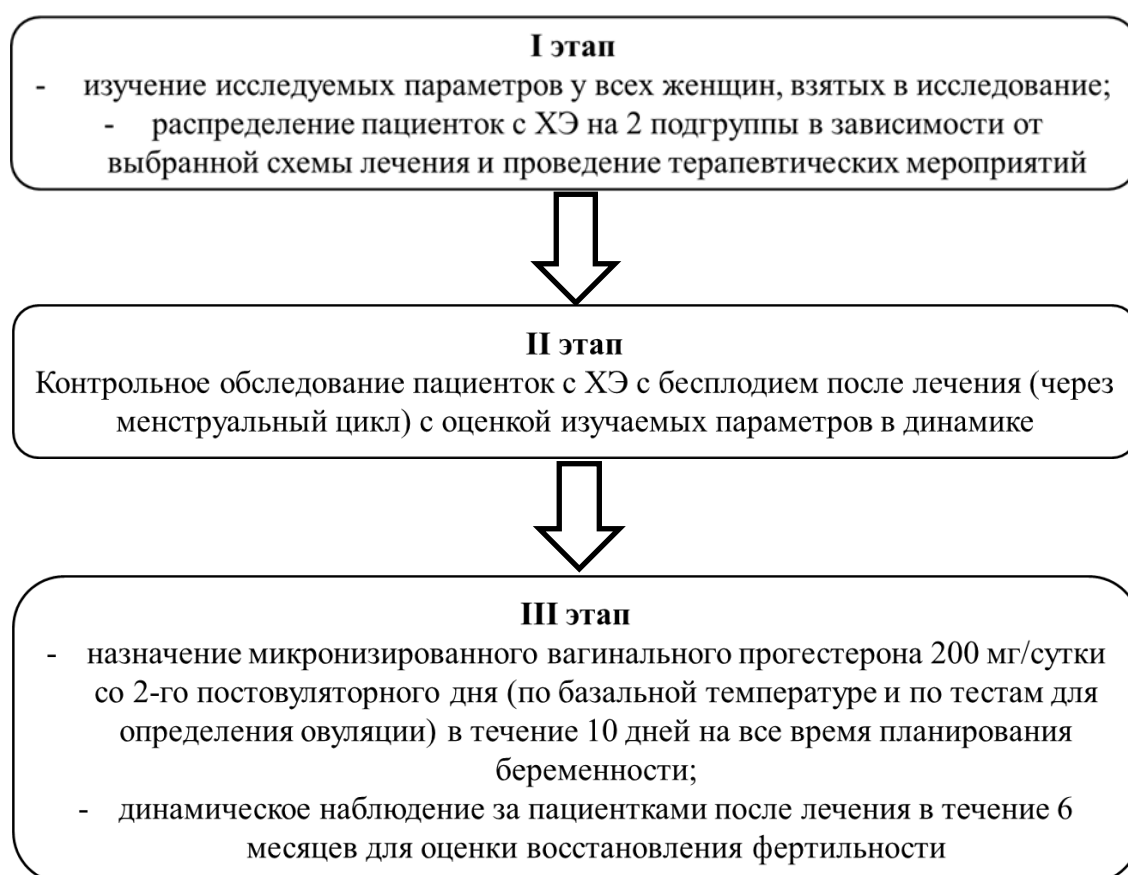 I этап
- изучение исследуемых параметров у всех женщин, взятых в исследование;
- распределение пациенток с ХЭ на 2 подгруппы в зависимости от
выбранной схемы лечения и проведение терапевтических мероприятий
II этап
Контрольное обследование пациенток с ХЭ с бесплодием после лечения (через
менструальный цикл) с оценкой изучаемых параметров в динамике
III этап
- назначение микронизированного вагинального прогестерона 200 мг/сутки
со 2-го постовуляторного дня (по базальной температуре и по тестам для
определения овуляции) в течение 10 дней на все время планирования
беременности;
- динамическое наблюдение за пациентками после лечения в течение 6
месяцев для оценки восстановления фертильности